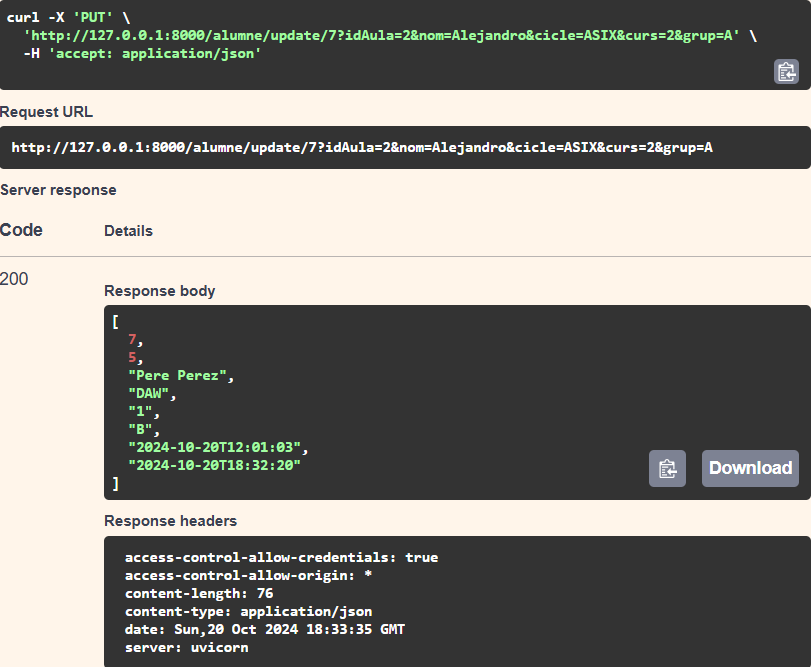 curl -X 'PUT' \
'http://127.0.0.1:8000/alumne/update/7?idAula=2&nom=Alejandro&cicle=ASIX&curs=2&grup=A' \
-H 'accept: application/json'
Request URL
http://127.0.0.1:8000/alumne/update/7?idAula=2&nom=Alejandro&cicle=ASIX&curs=2&grup=A
Server response
Code Details
200
Response body
[
7,
5,
"Pere Perez",
"DAW",
"1",
"B",
"2024-10-20T12:01:03",
"2024-10-20T18:32:20"
]
Download
Response headers
access-control-allow-credentials: true
access-control-allow-origin: *
content-length: 76
content-type: application/json
date: Sun,20 Oct 2024 18:33:35 GMT
server: uvicorn